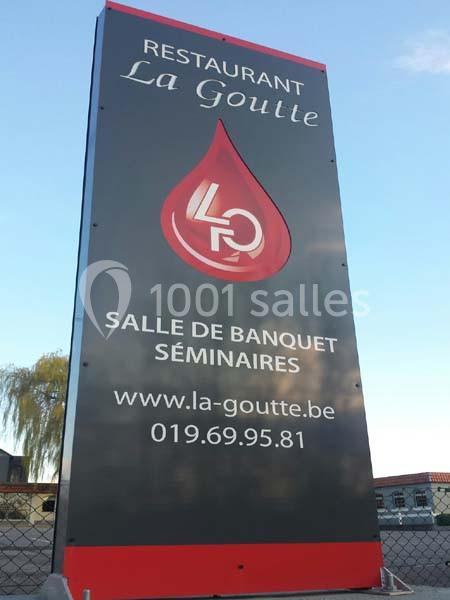 RESTAURANT
La Goutte
1001 salles
SALLE DE BANQUET
SÉMINAIRES
www.la-goutte.be
019.69.95.81